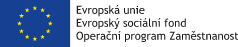 Evropská unie
Evropský sociální fond
Operační program Zaměstnanost